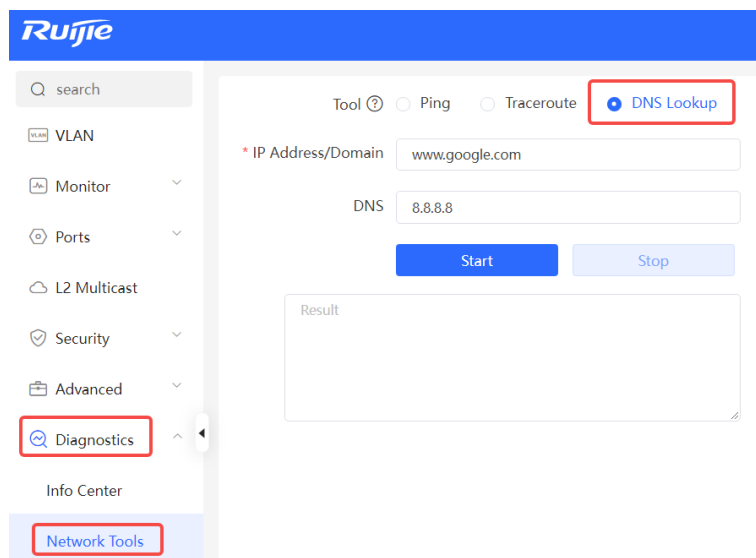 Ruijie
search
VLAN VLAN
Monitor
Ports
L2 Multicast
Security
Advanced
Diagnostics
Info Center
Network Tools
Tool ? Ping Traceroute DNS Lookup
* IP Address/Domain www.google.com
DNS 8.8.8.8
Start Stop
Result